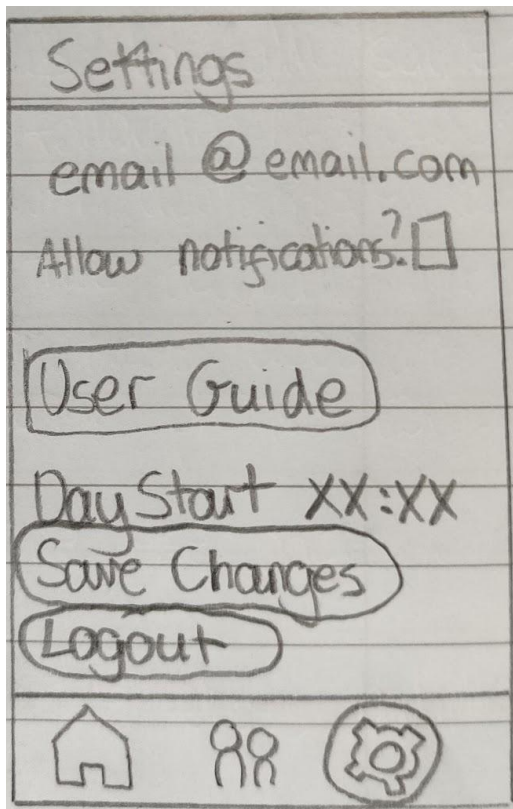 Settings
email @ email.com
Allow notifications?
User Guide
Day Start XX:XX
Save Changes
Logout